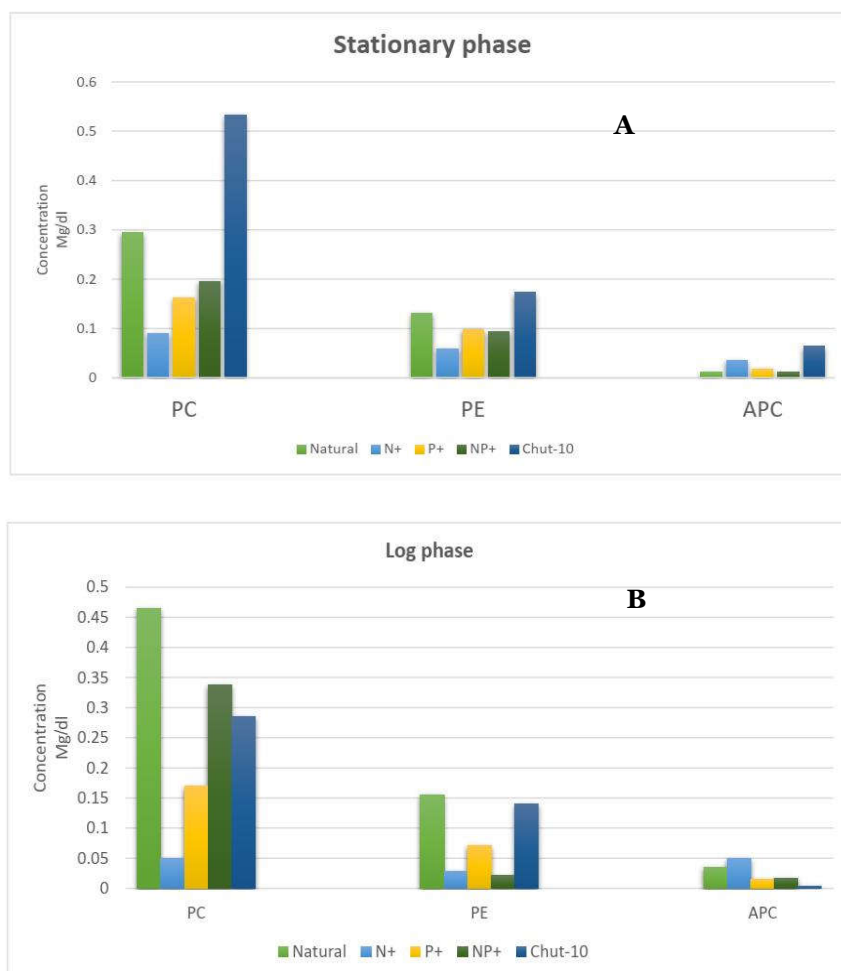 Stationary phase
A
Concentration
Mg/dl
0.6
0.5
0.4
0.3
0.2
0.1
0
PC PE APC
Natural N+ P+ NP+ Chut-10
Log phase
B
Concentration
Mg/dl
0.5
0.45
0.4
0.35
0.3
0.25
0.2
0.15
0.1
0.05
0
PC PE APC
Natural N+ P+ NP+ Chut-10